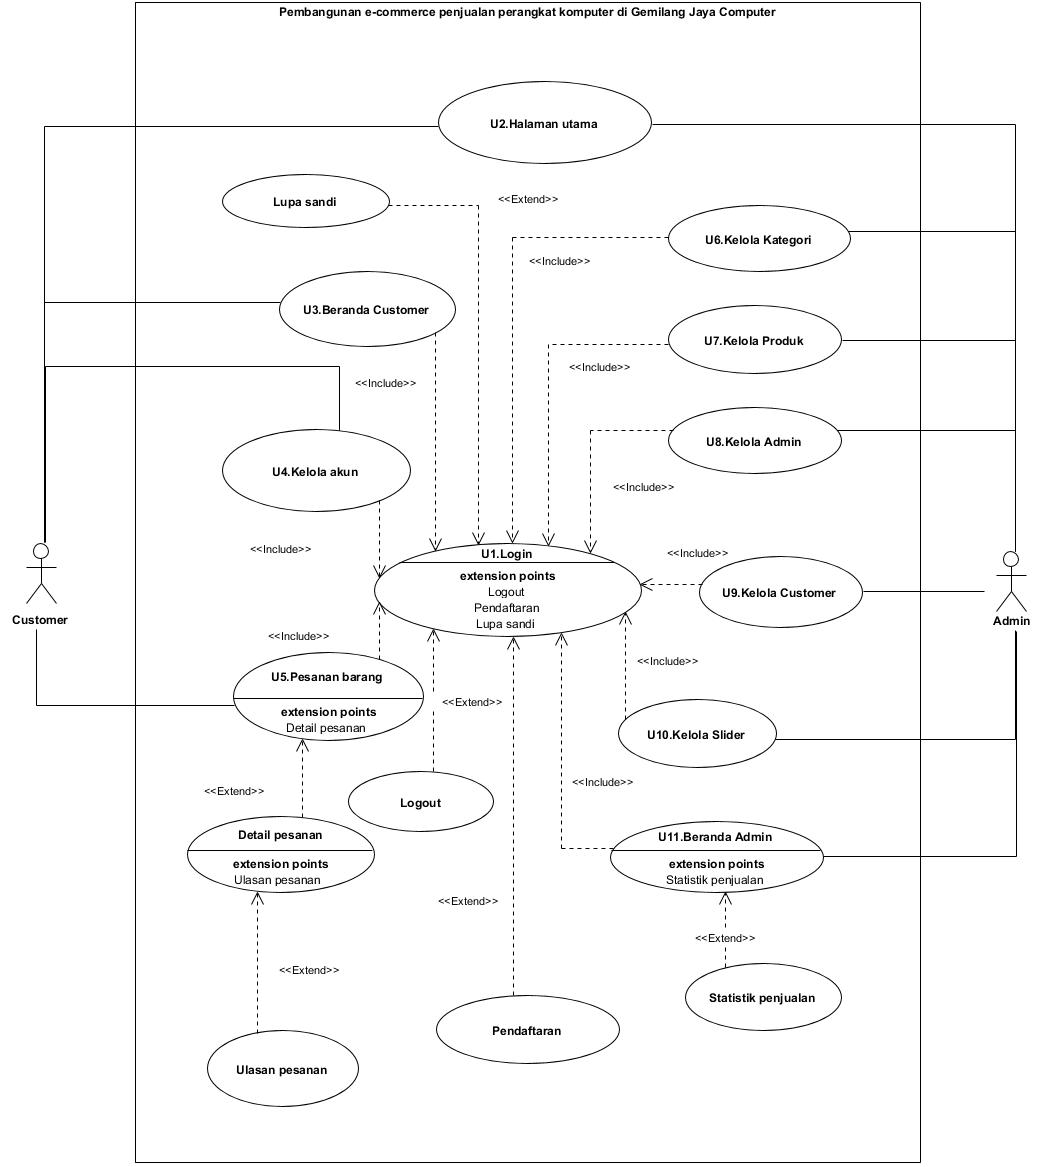 Pembangunan e-commerce penjualan perangkat komputer di Gemilang Jaya Computer
U2.Halaman utama
Lupa sandi
<<Extend>>
U6.Kelola Kategori
<<Include>>
U3.Beranda Customer
U7.Kelola Produk
<<Include>>
<<Include>>
U8.Kelola Admin
U4.Kelola akun
<<Include>>
<<Include>>
U1.Login
extension points
Logout
Pendaftaran
Lupa sandi
<<Include>>
U9.Kelola Customer
Customer
Admin
<<Include>>
<<Include>>
U5.Pesanan barang
extension points
Detail pesanan
<<Extend>>
U10.Kelola Slider
<<Include>>
<<Extend>>
Logout
Detail pesanan
extension points
Ulasan pesanan
U11.Beranda Admin
extension points
Statistik penjualan
<<Extend>>
<<Extend>>
<<Extend>>
Statistik penjualan
Pendaftaran
Ulasan pesanan